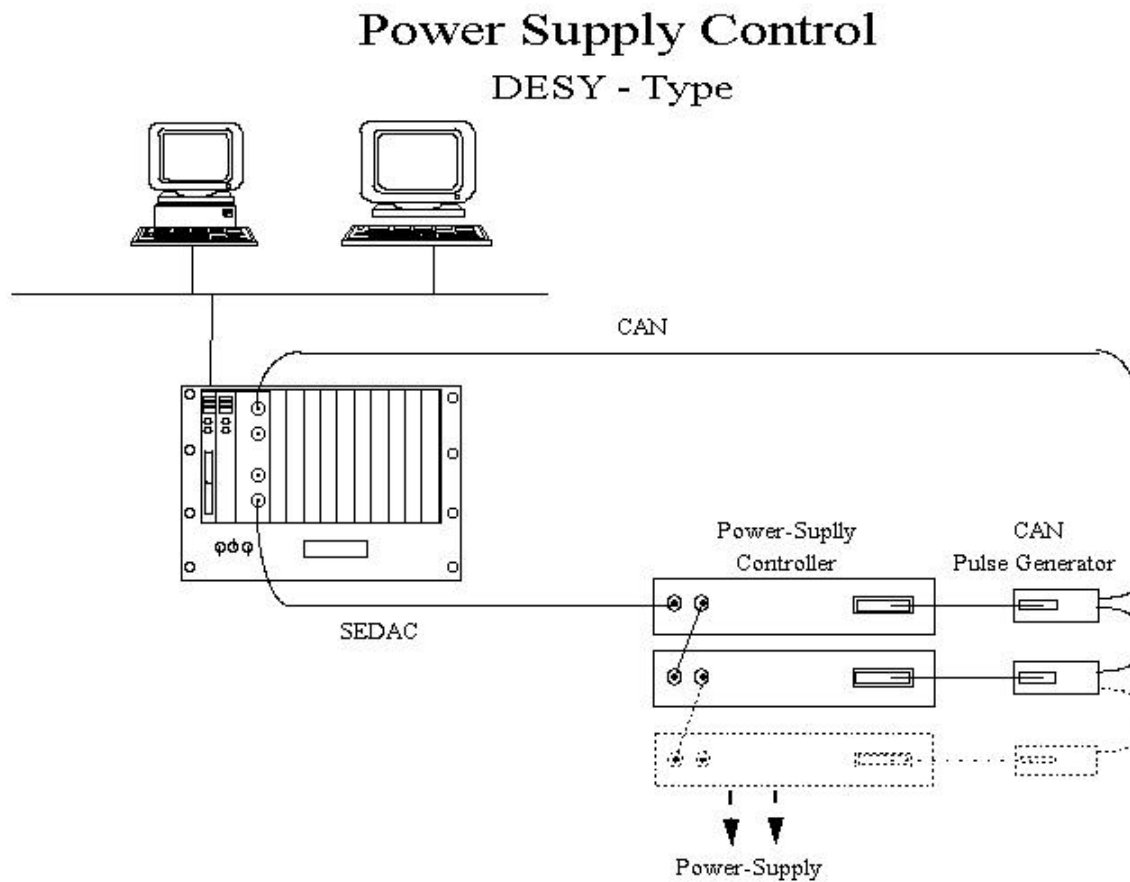 Power Supply Control
DESY - Type
CAN
Power-Suplly
Controller
CAN
Pulse Generator
SEDAC
Power-Supply